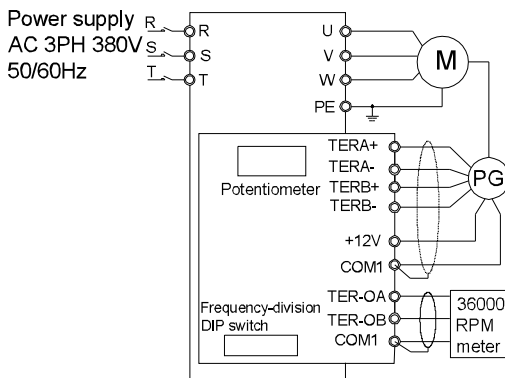 Power supply
AC 3PH 380V
50/60Hz
R
S
T
R
S
T
U
V
W
PE
M
TERA+
TERA-
TERB+
TERB-
PG
Potentiometer
+12V
COM1
TER-OA
TER-OB
COM1
Frequency-division
DIP switch
36000
RPM
meter